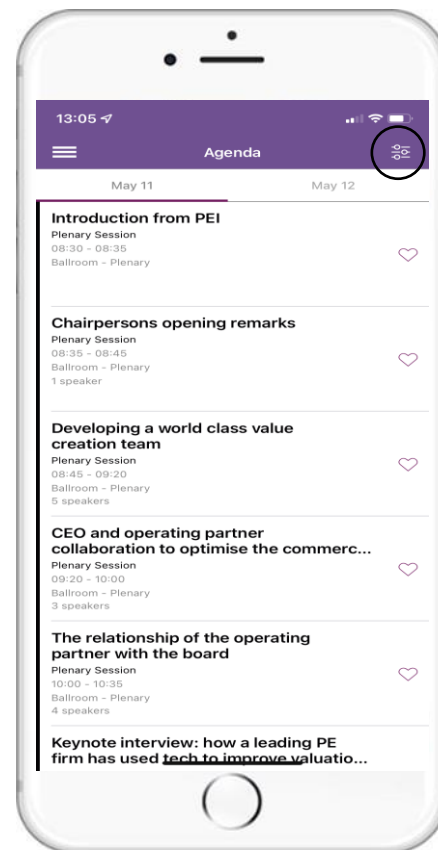 13:05
Agenda
May 11 May 12
Introduction from PEI
Plenary Session
08:30 - 08:35
Ballroom - Plenary
Chairpersons opening remarks
Plenary Session
08:35 - 08:45
Ballroom - Plenary
1 speaker
Developing a world class value
creation team
Plenary Session
08:45 - 09:20
Ballroom - Plenary
5 speakers
CEO and operating partner
collaboration to optimise the commerc...
Plenary Session
09:20 - 10:00
Ballroom - Plenary
3 speakers
The relationship of the operating
partner with the board
Plenary Session
10:00 - 10:35
Ballroom - Plenary
4 speakers
Keynote interview: how a leading PE
firm has used tech to improve valuatio...